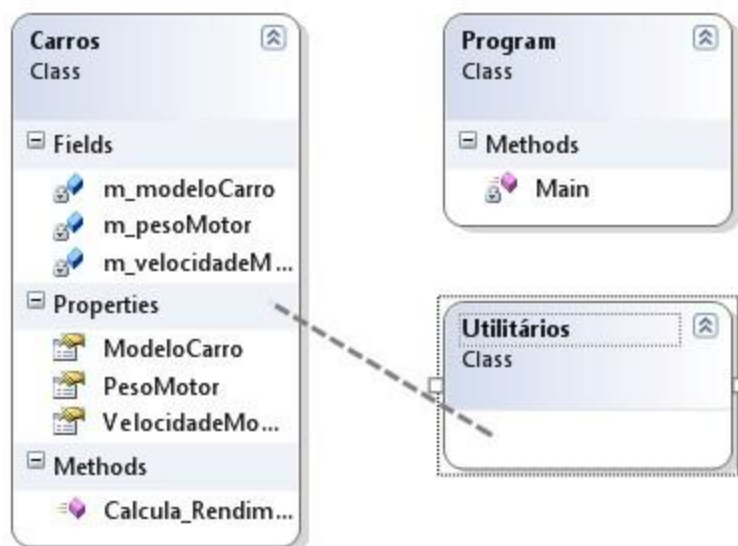 Carros
Class
Fields
m_modeloCarro
m_pesoMotor
m_velocidadeM...
Properties
ModeloCarro
PesoMotor
VelocidadeMo...
Methods
Calcula_Rendim...
Program
Class
Methods
Main
Utilitários
Class